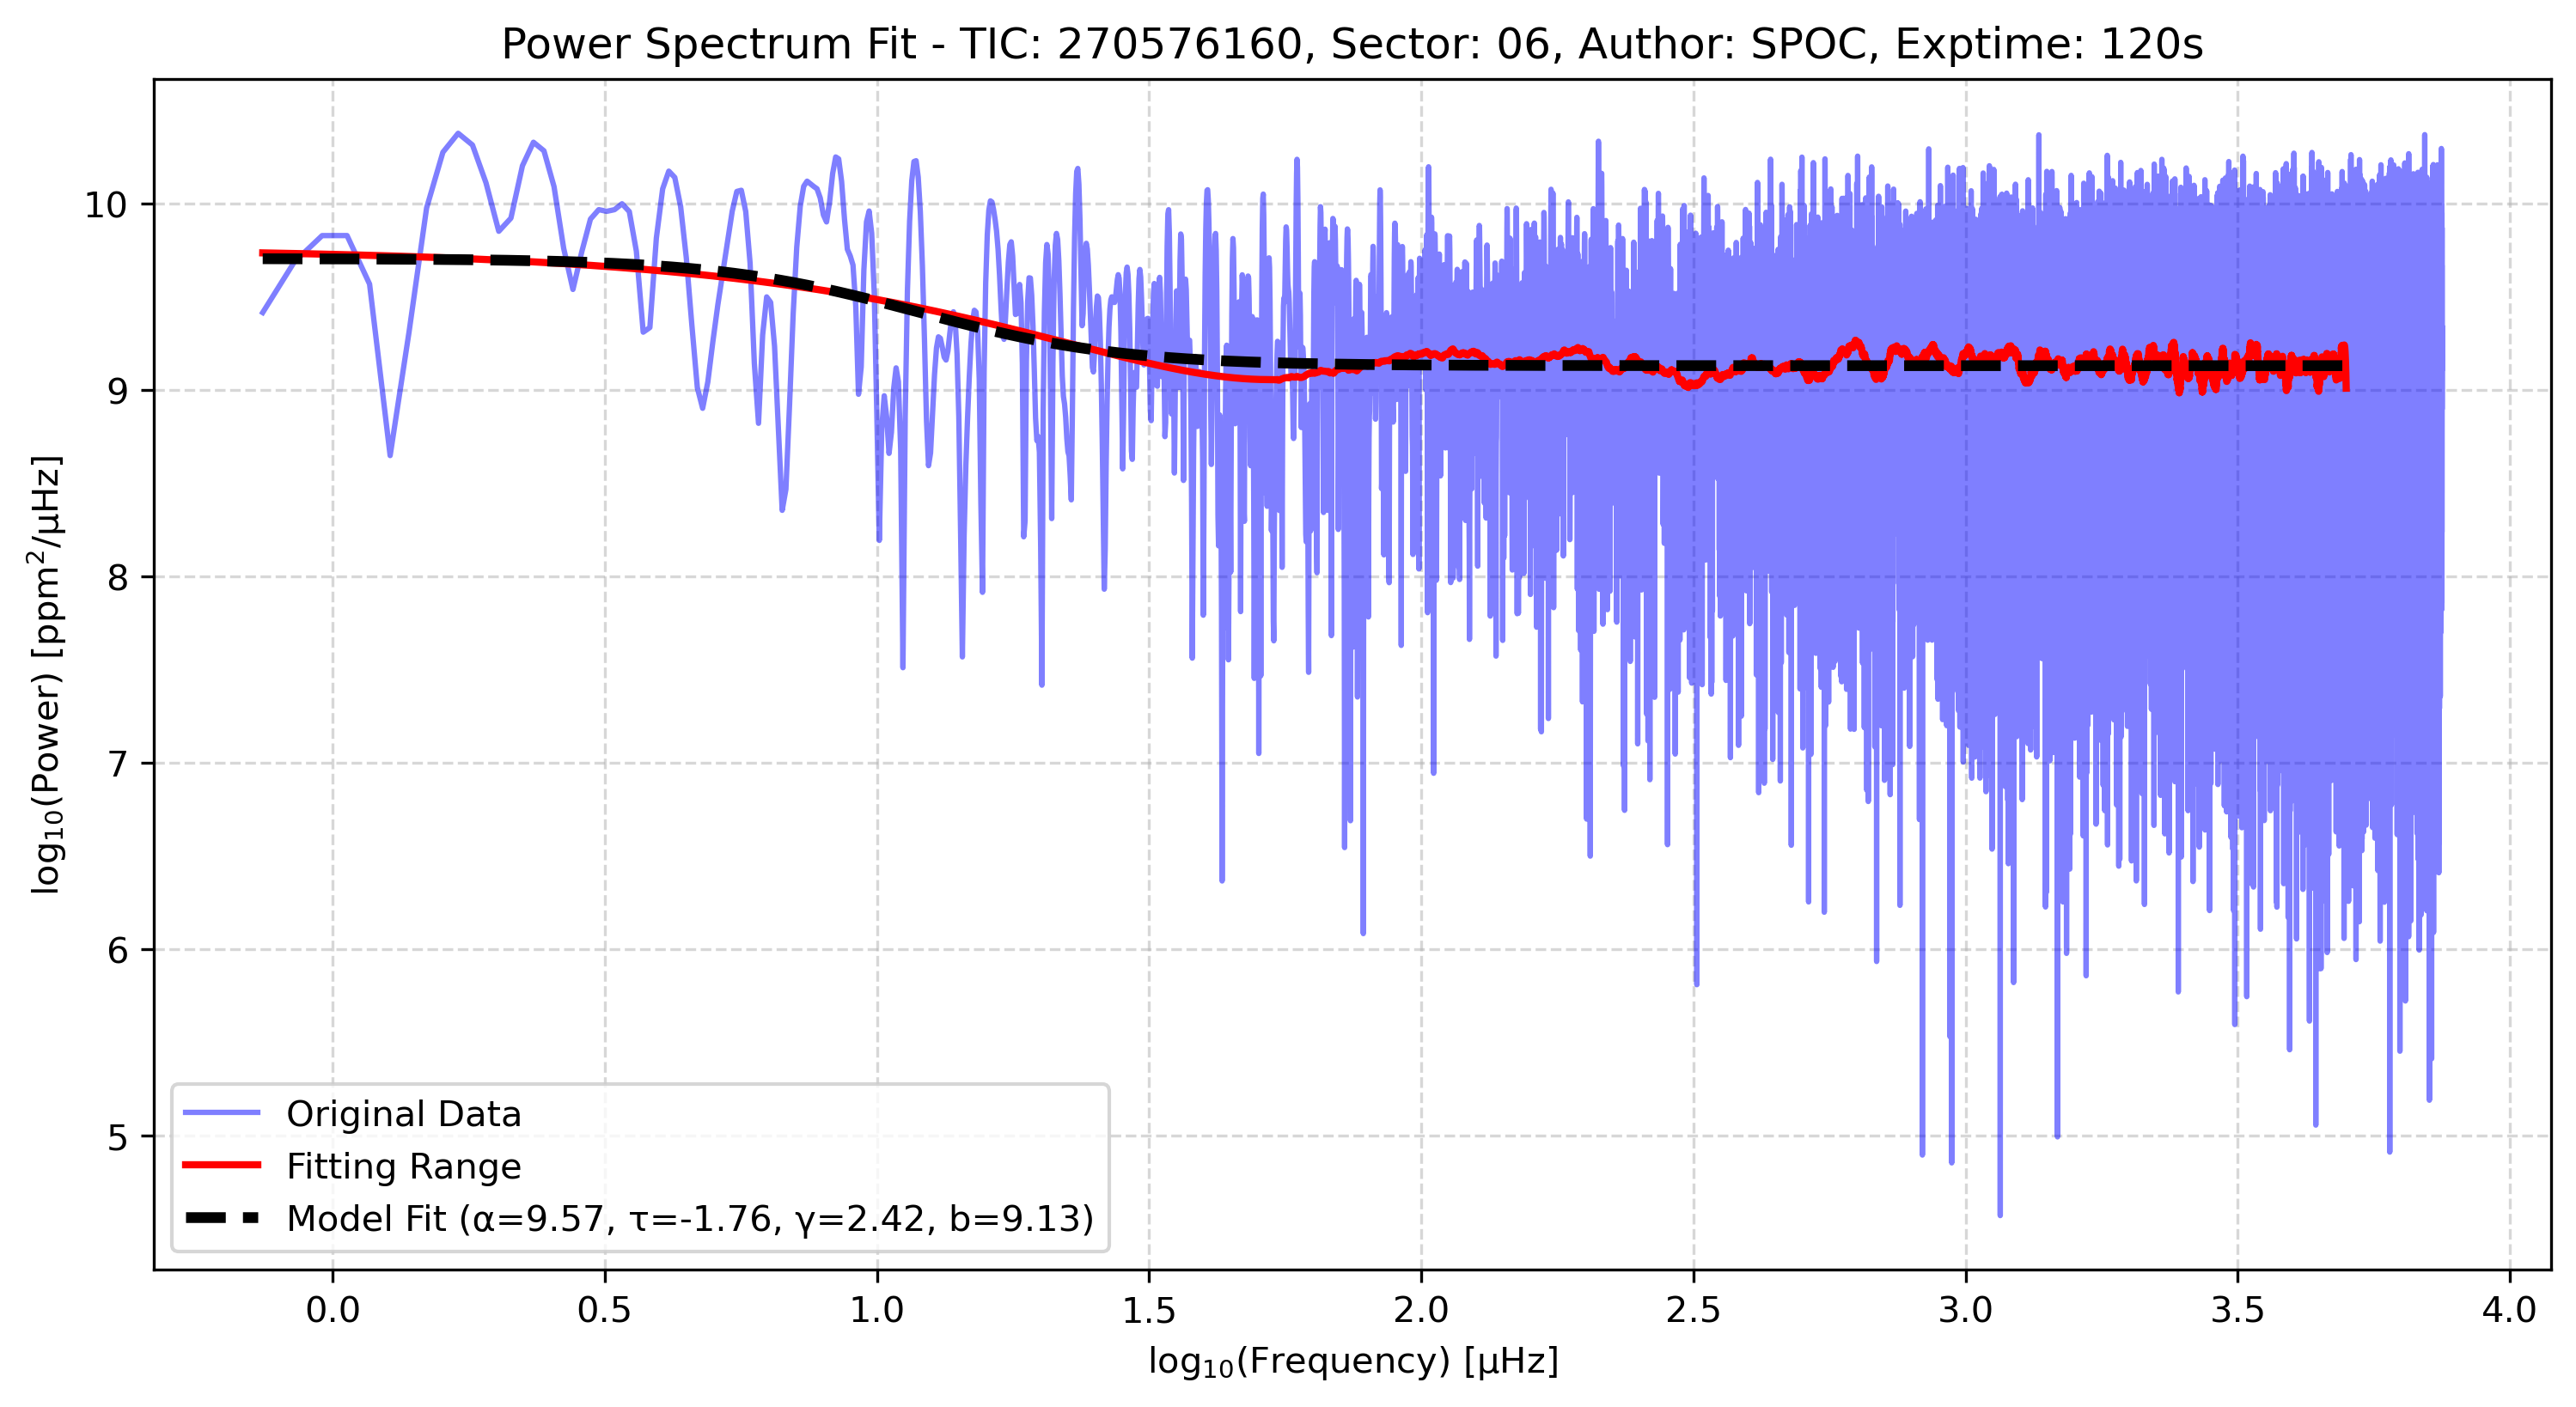 Power Spectrum Fit - TIC: 270576160, Sector: 06, Author: SPOC, Exptime: 120s
log₁₀(Power) [ppm²/μHz]
10
9
8
7
6
5
Original Data
Fitting Range
Model Fit (α=9.57, τ=-1.76, γ=2.42, b=9.13)
0.0 0.5 1.0 1.5 2.0 2.5 3.0 3.5 4.0
log₁₀(Frequency) [μHz]